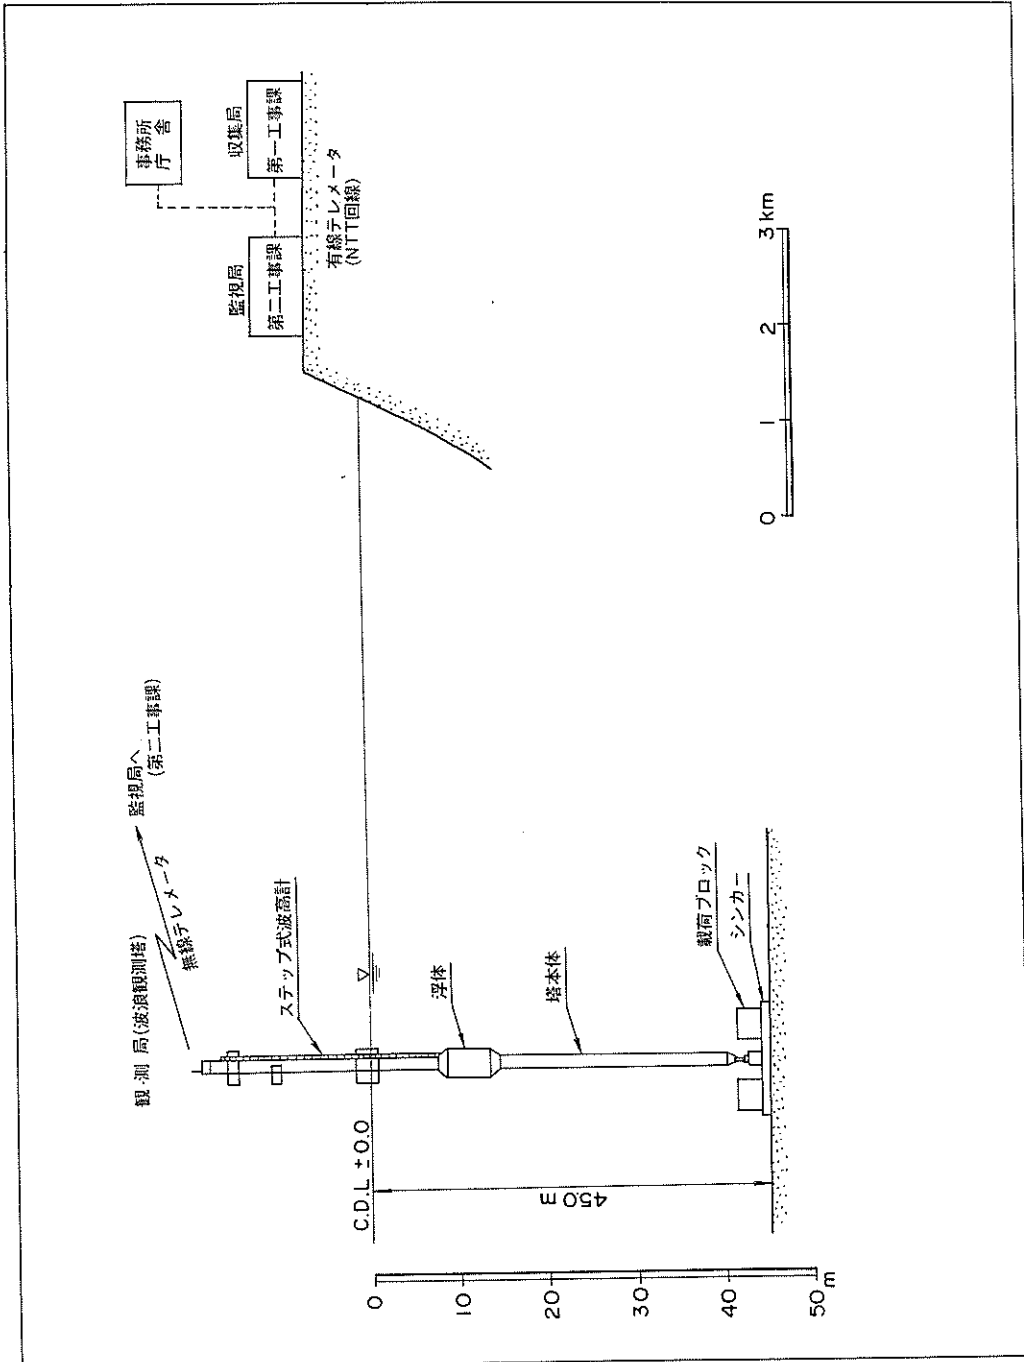 観測局(波浪観測塔)
無線テレメータ
監視局へ
(第二工事課)
ステップ式波高計
事務所
庁舎
監視局
第二工事課
収集局
第一工事課
有線テレメータ
(NTT回線)
C.D.L ±0.0
浮体
塔本体
45.0 m
載荷ブロック
シンカー
0
10
20
30
40
50
m
0
1
2
3 km